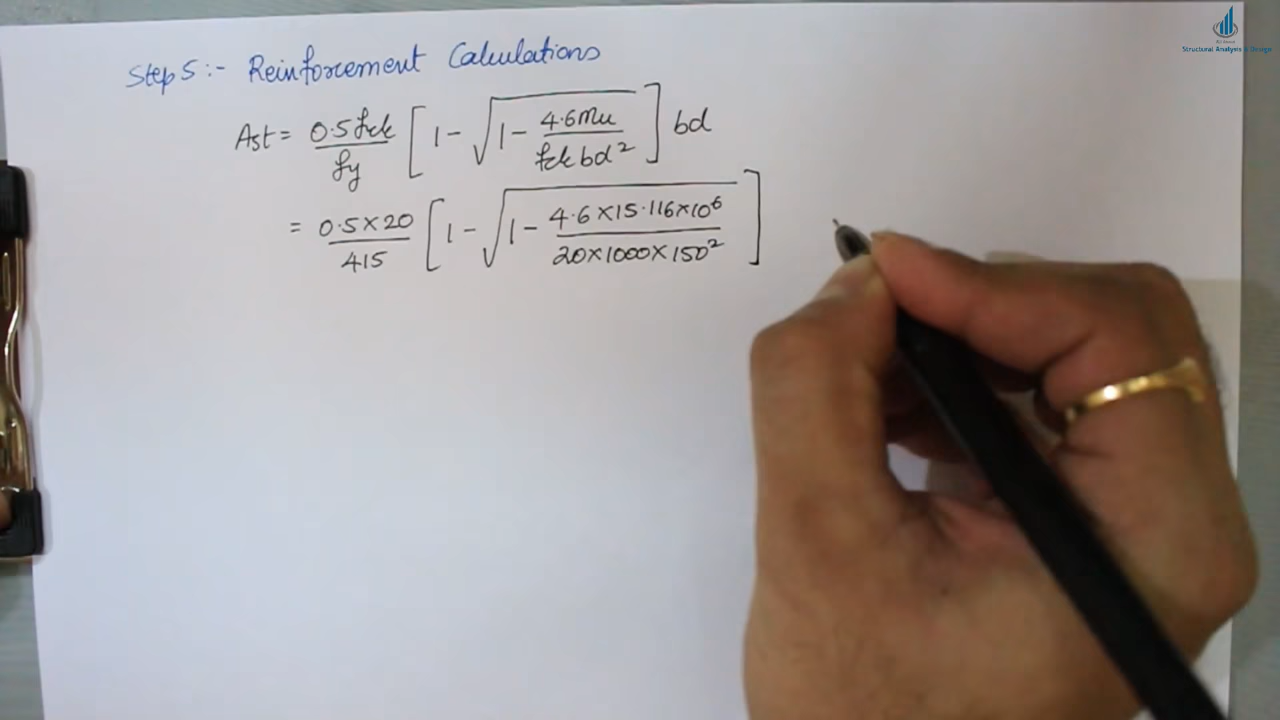 Step 5:- Reinforcement Calculations
Ast = 0.5fck/fy [1 - √(1 - 4.6Mu/fck bd²)] bd
= 0.5×20/415 [1 - √(1 - 4.6×15.116×10⁶/20×1000×150²)]
Structural Analysis & Design